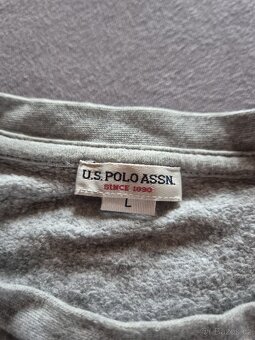 U.S. POLO ASSN.
SINCE 1890
L